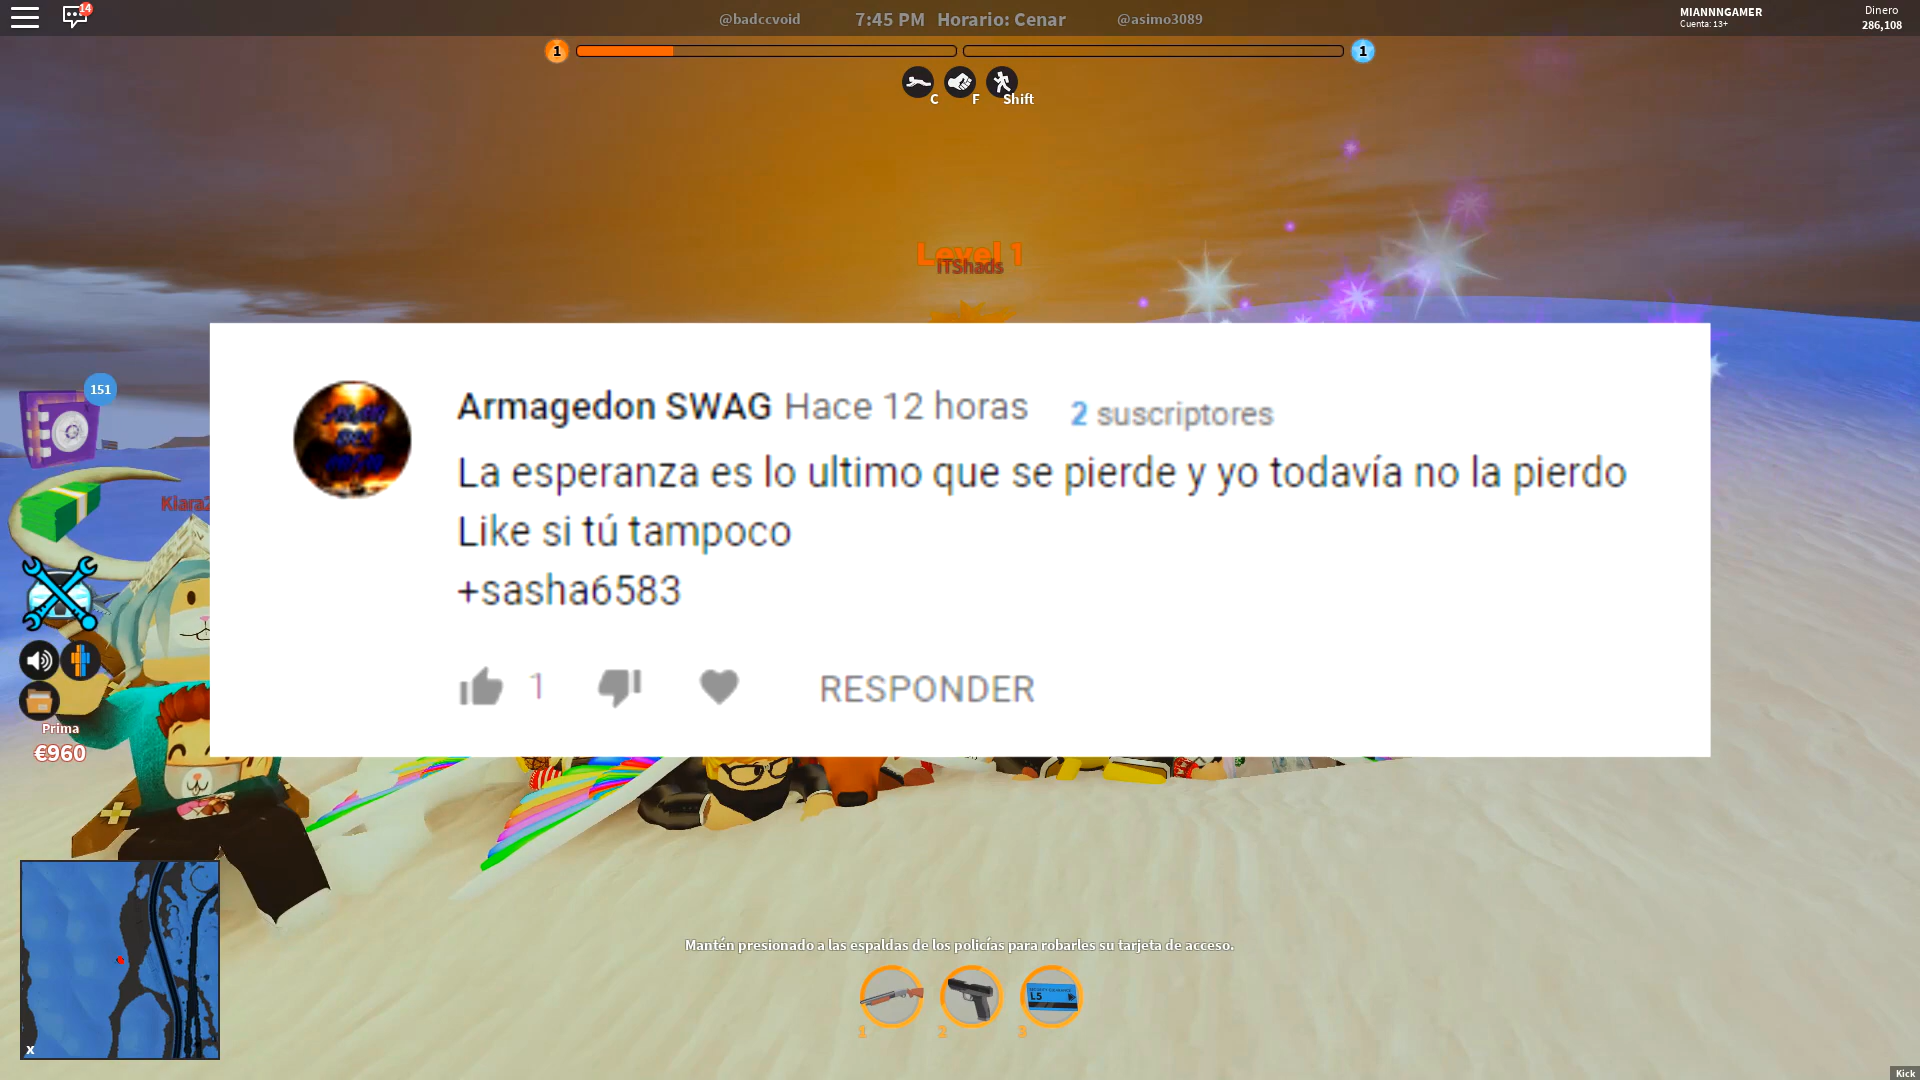 14
@badccvoid
7:45 PM Horario: Cenar
@asimo3089
MIANNNGAMER
Cuenta: 13+
Dinero
286,108
1
1
C
F
Shift
Level 1
ITShads
151
Armagedon SWAG Hace 12 horas 2 suscriptores
La esperanza es lo ultimo que se pierde y yo todavía no la pierdo
Like si tú tampoco
+sasha6583
1
RESPONDER
Prima
€960
Mantén presionado a las espaldas de los policías para robarles su tarjeta de acceso.
L5
1
2
3
x
Kick